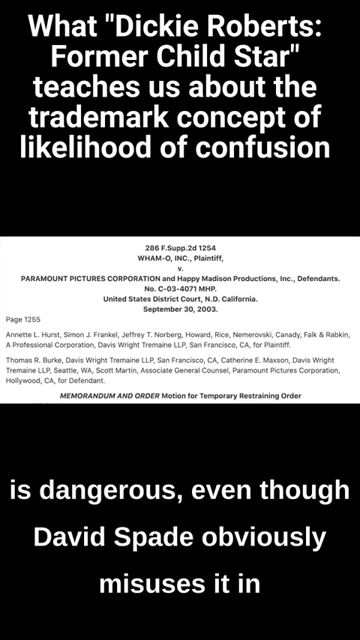 What "Dickie Roberts:
Former Child Star"
teaches us about the
trademark concept of
likelihood of confusion
286 F.Supp.2d 1254
WHAM-O, INC., Plaintiff,
v.
PARAMOUNT PICTURES CORPORATION and Happy Madison Productions, Inc., Defendants.
No. C-03-4071 MHP.
United States District Court, N.D. California.
September 30, 2003.
Page 1255
Annette L. Hurst, Simon J. Frankel, Jeffrey T. Norberg, Howard, Rice, Nemerovski, Canady, Falk & Rabkin,
A Professional Corporation, Davis Wright Tremaine LLP, San Francisco, CA, for Plaintiff.
Thomas R. Burke, Davis Wright Tremaine LLP, San Francisco, CA, Catherine E. Maxson, Davis Wright
Tremaine LLP, Seattle, WA, Scott Martin, Associate General Counsel, Paramount Pictures Corporation,
Hollywood, CA, for Defendant.
MEMORANDUM AND ORDER Motion for Temporary Restraining Order
is dangerous, even though
David Spade obviously
misuses it in